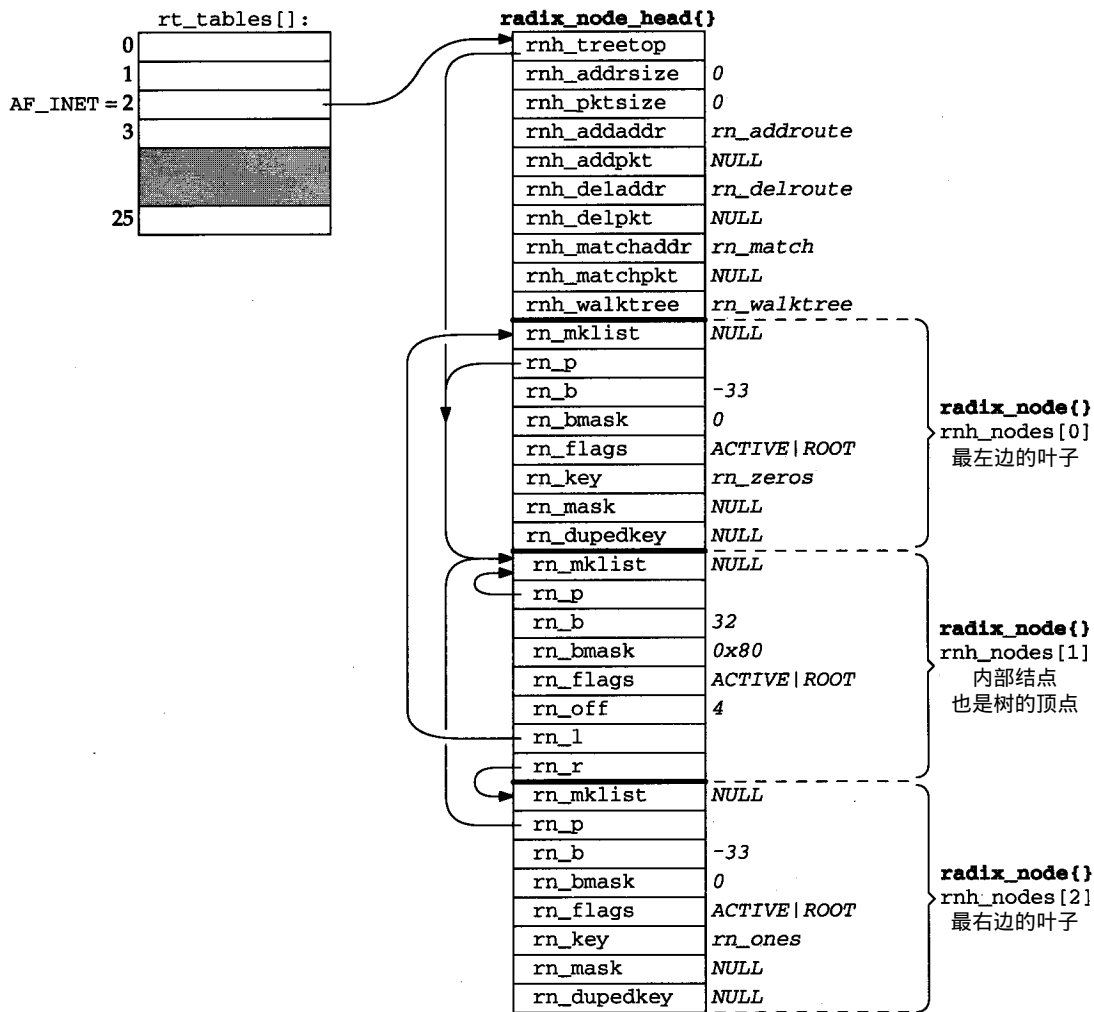 rt_tables[]:
radix_node_head{}
0
1
AF_INET = 2
3
25
rnh_treetop
rnh_addrsize 0
rnh_pktsize 0
rnh_addaddr rn_addroute
rnh_addpkt NULL
rnh_deladdr rn_delroute
rnh_delpkt NULL
rnh_matchaddr rn_match
rnh_matchpkt NULL
rnh_walktree rn_walktree
rn_mklist NULL
rn_p
rn_b -33
rn_bmask 0
rn_flags ACTIVE|ROOT
rn_key rn_zeros
rn_mask NULL
rn_dupedkey NULL
radix_node{}
rnh_nodes[0]
最左边的叶子
rn_mklist NULL
rn_p
rn_b 32
rn_bmask 0x80
rn_flags ACTIVE|ROOT
rn_off 4
rn_l
rn_r
radix_node{}
rnh_nodes[1]
内部结点
也是树的顶点
rn_mklist NULL
rn_p
rn_b -33
rn_bmask 0
rn_flags ACTIVE|ROOT
rn_key rn_ones
rn_mask NULL
rn_dupedkey NULL
radix_node{}
rnh_nodes[2]
最右边的叶子